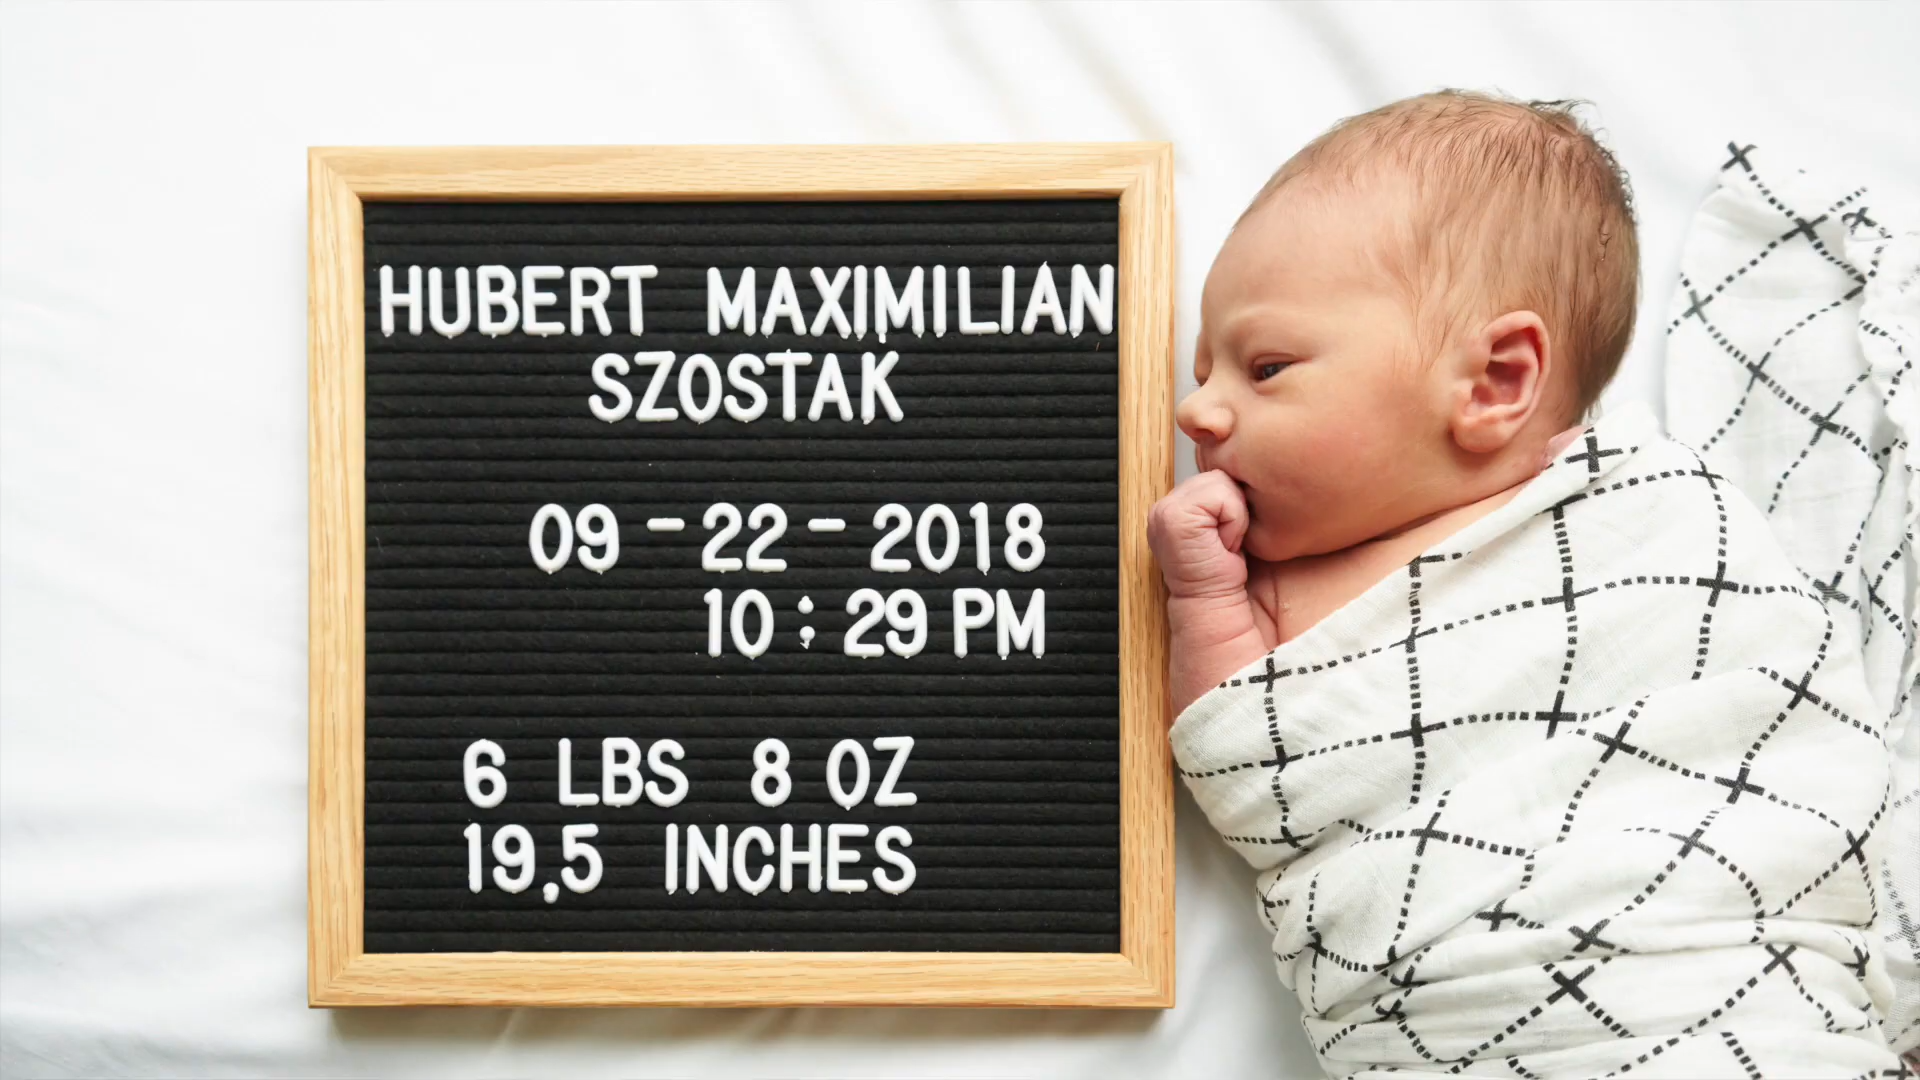 HUBERT MAXIMILIAN
SZOSTAK
09-22-2018
10:29 PM
6 LBS 8 OZ
19.5 INCHES